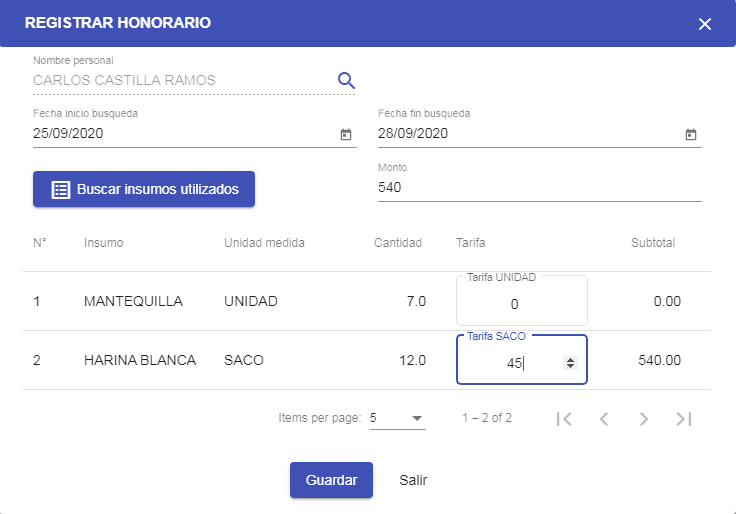 REGISTRAR HONORARIO
Nombre personal
CARLOS CASTILLA RAMOS
Fecha inicio busqueda
Fecha fin busqueda
25/09/2020
28/09/2020
Monto
Buscar insumos utilizados
540
N° Insumo Unidad medida Cantidad Tarifa Subtotal
Tarifa UNIDAD
1 MANTEQUILLA UNIDAD 7.0 0 0.00
Tarifa SACO
2 HARINA BLANCA SACO 12.0 45 540.00
Items per page: 5 1 – 2 of 2
Guardar Salir